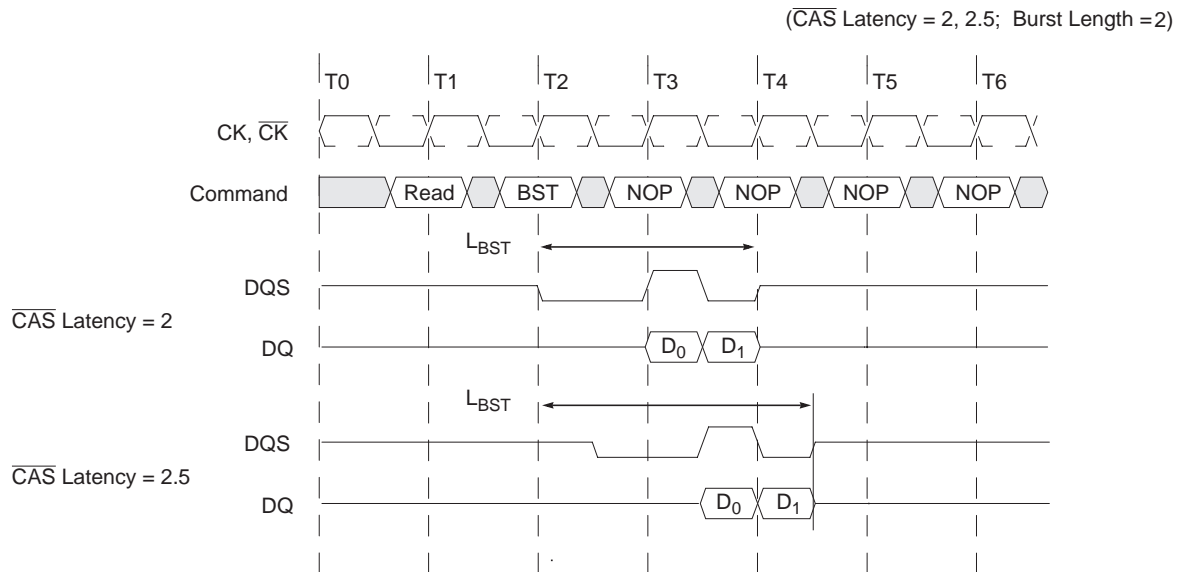 (CAS Latency = 2, 2.5; Burst Length =2)
T0 T1 T2 T3 T4 T5 T6
CK, CK
Command Read BST NOP NOP NOP NOP
LBST
DQS
CAS Latency = 2
DQ D0 D1
LBST
DQS
CAS Latency = 2.5
DQ D0 D1